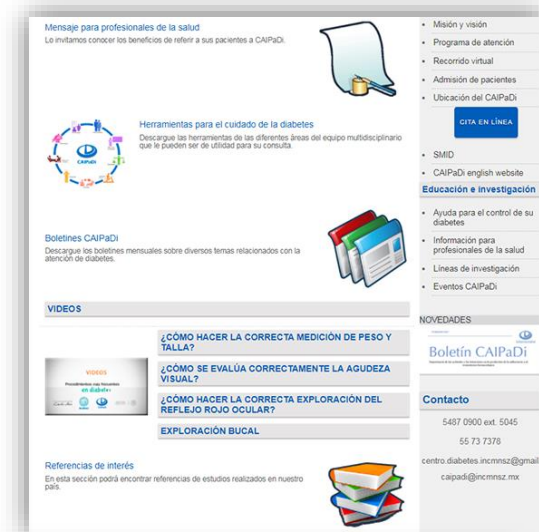 Mensaje para profesionales de la salud
Lo invitamos conocer los beneficios de referir a sus pacientes a CAIPaDi.
CAIPaDi
Herramientas para el cuidado de la diabetes
Descargue las herramientas de las diferentes áreas del equipo multidisciplinario
que le pueden ser de utilidad para su consulta.
Boletines CAIPaDi
Descargue los boletines mensuales sobre diversos temas relacionados con la
atención de diabetes.
VIDEOS
VIDEOS
Procedimientos
en diabetes
¿CÓMO HACER LA CORRECTA MEDICIÓN DE PESO Y
TALLA?
¿CÓMO SE EVALÚA CORRECTAMENTE LA AGUDEZA
VISUAL?
¿CÓMO HACER LA CORRECTA EXPLORACIÓN DEL
REFLEJO ROJO OCULAR?
EXPLORACIÓN BUCAL
Referencias de interés
En esta sección podrá encontrar referencias de estudios realizados en nuestro
país.
Misión y visión
Programa de atención
Recorrido virtual
Admisión de pacientes
Ubicación del CAIPaDi
CITA EN LÍNEA
SMID
CAIPaDi english website
Educación e investigación
Ayuda para el control de su
diabetes
Información para
profesionales de la salud
Líneas de investigación
Eventos CAIPaDi
NOVEDADES
Boletín CAIPaDi
Contacto
5487 0900 ext. 5045
55 73 7378
centro.diabetes.incmnsz@gmail
caipadi@incmnsz.mx